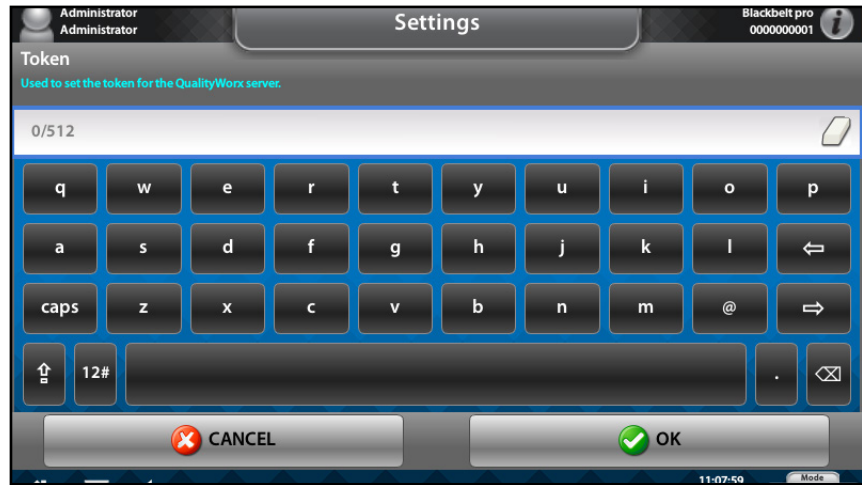 Administrator
Administrator
Settings
Blackbelt pro
0000000001
Token
Used to set the token for the QualityWorx server.
0/512
q w e r t y u i o p
a s d f g h j k l ⇦
caps z x c v b n m @ ⇨
12# . ⌫
CANCEL OK
11:07:59 Mode